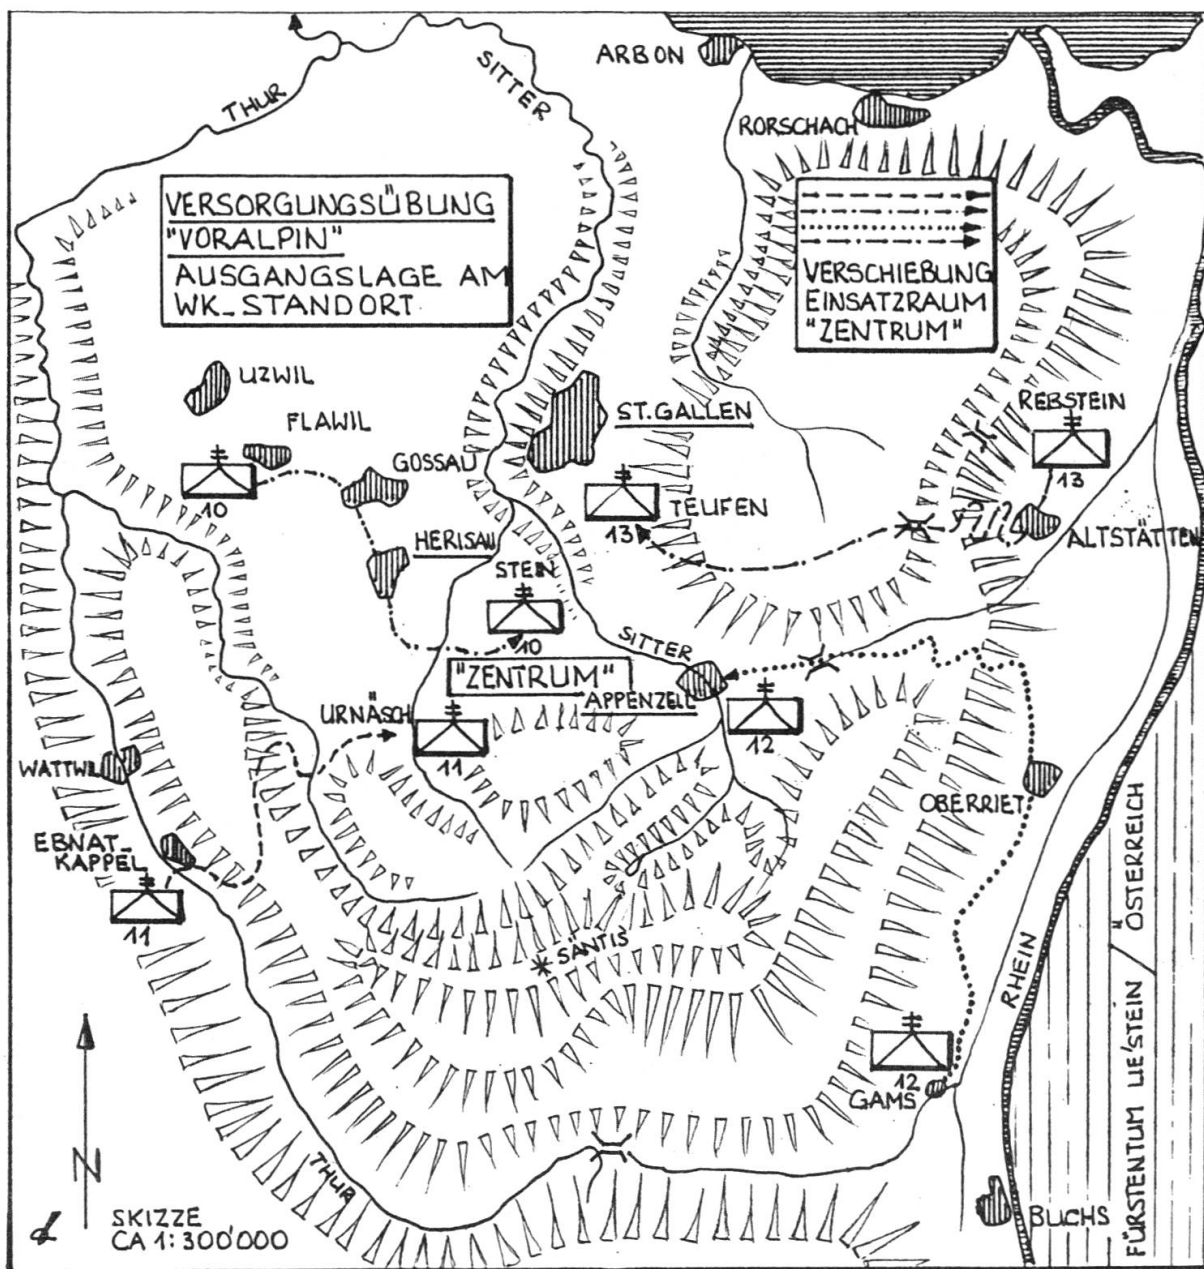 ARBON
SITTER
THUR
RORSCHACH
VERSORGUNGSÜBUNG
"VORALPIN"
AUSGANGSLAGE AM
WK_STANDORT
VERSCHIEBUNG
EINSATZRAUM
"ZENTRUM"
UZWIL
FLAWIL
ST.GALLEN
REBSTEIN
GOSSAU
10
13
TEUFEN
13
HERISAU
ALTSTÄTTEN
STEIN
10
SITTER
"ZENTRUM"
APPENZELL
URNÄSCH
11
12
WATTWIL
OBERRIET
EBNAT_
KAPPEL
11
SÄNTIS
RHEIN
FÜRSTENTUM LIE'STEIN / ÖSTERREICH
12
GAMS
THUR
N
BUCHS
SKIZZE
CA 1:300'000